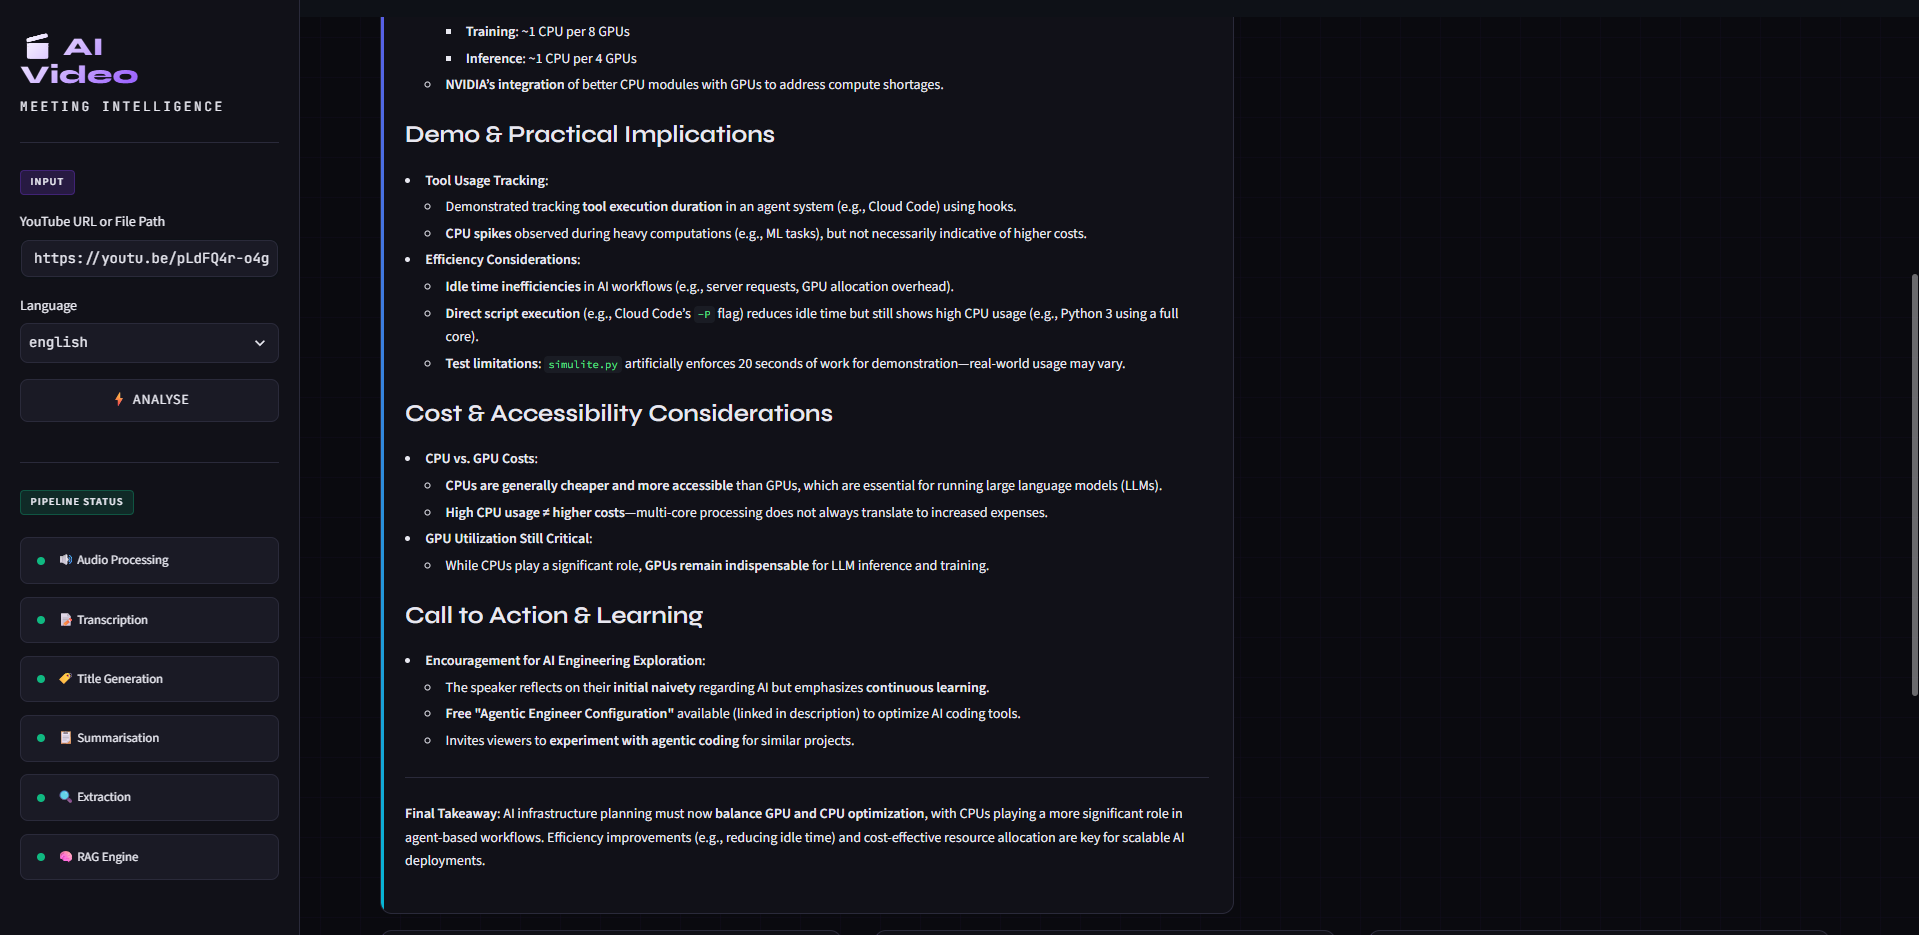 AI
Video
MEETING INTELLIGENCE
INPUT
YouTube URL or File Path
https://youtu.be/pLdFQ4r-o4g
Language
english
ANALYSE
PIPELINE STATUS
Audio Processing
Transcription
Title Generation
Summarisation
Extraction
RAG Engine
Training: ~1 CPU per 8 GPUs
Inference: ~1 CPU per 4 GPUs
NVIDIA's integration of better CPU modules with GPUs to address compute shortages.
Demo & Practical Implications
Tool Usage Tracking:
Demonstrated tracking tool execution duration in an agent system (e.g., Cloud Code) using hooks.
CPU spikes observed during heavy computations (e.g., ML tasks), but not necessarily indicative of higher costs.
Efficiency Considerations:
Idle time inefficiencies in AI workflows (e.g., server requests, GPU allocation overhead).
Direct script execution (e.g., Cloud Code's -P flag) reduces idle time but still shows high CPU usage (e.g., Python 3 using a full
core).
Test limitations: simulite.py artificially enforces 20 seconds of work for demonstration—real-world usage may vary.
Cost & Accessibility Considerations
CPU vs. GPU Costs:
CPUs are generally cheaper and more accessible than GPUs, which are essential for running large language models (LLMs).
High CPU usage ≠ higher costs—multi-core processing does not always translate to increased expenses.
GPU Utilization Still Critical:
While CPUs play a significant role, GPUs remain indispensable for LLM inference and training.
Call to Action & Learning
Encouragement for AI Engineering Exploration:
The speaker reflects on their initial naivety regarding AI but emphasizes continuous learning.
Free "Agentic Engineer Configuration" available (linked in description) to optimize AI coding tools.
Invites viewers to experiment with agentic coding for similar projects.
Final Takeaway: AI infrastructure planning must now balance GPU and CPU optimization, with CPUs playing a more significant role in
agent-based workflows. Efficiency improvements (e.g., reducing idle time) and cost-effective resource allocation are key for scalable AI
deployments.